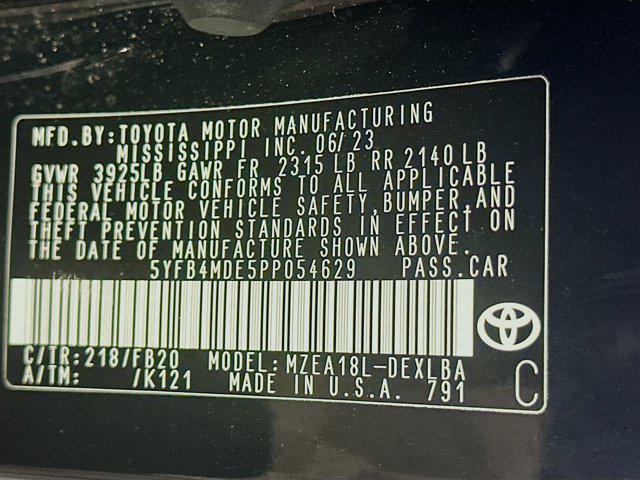 MFD.BY:TOYOTA MOTOR MANUFACTURING
MISSISSIPPI INC. 06/23
GVWR 3925LB GAWR FR 2315 LB RR 2140LB
THIS VEHICLE CONFORMS TO ALL APPLICABLE
FEDERAL MOTOR VEHICLE SAFETY,BUMPER,AND
THEFT PREVENTION STANDARDS IN EFFECT ON
THE DATE OF MANUFACTURE SHOWN ABOVE.
5YFB4MDE5PP054629 PASS.CAR
C/TR:218/FB20 MODEL:MZEA18L-DEXLBA
A/TM: /K121 MADE IN U.S.A. 791
C